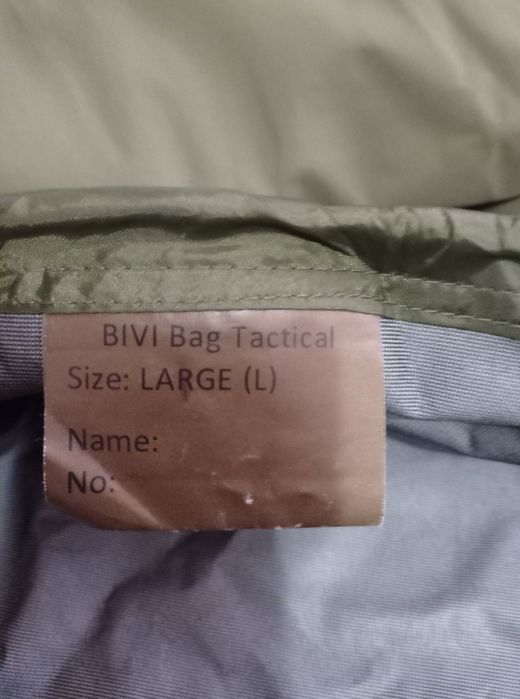 BIVI Bag Tactical
Size: LARGE (L)
Name:
No: